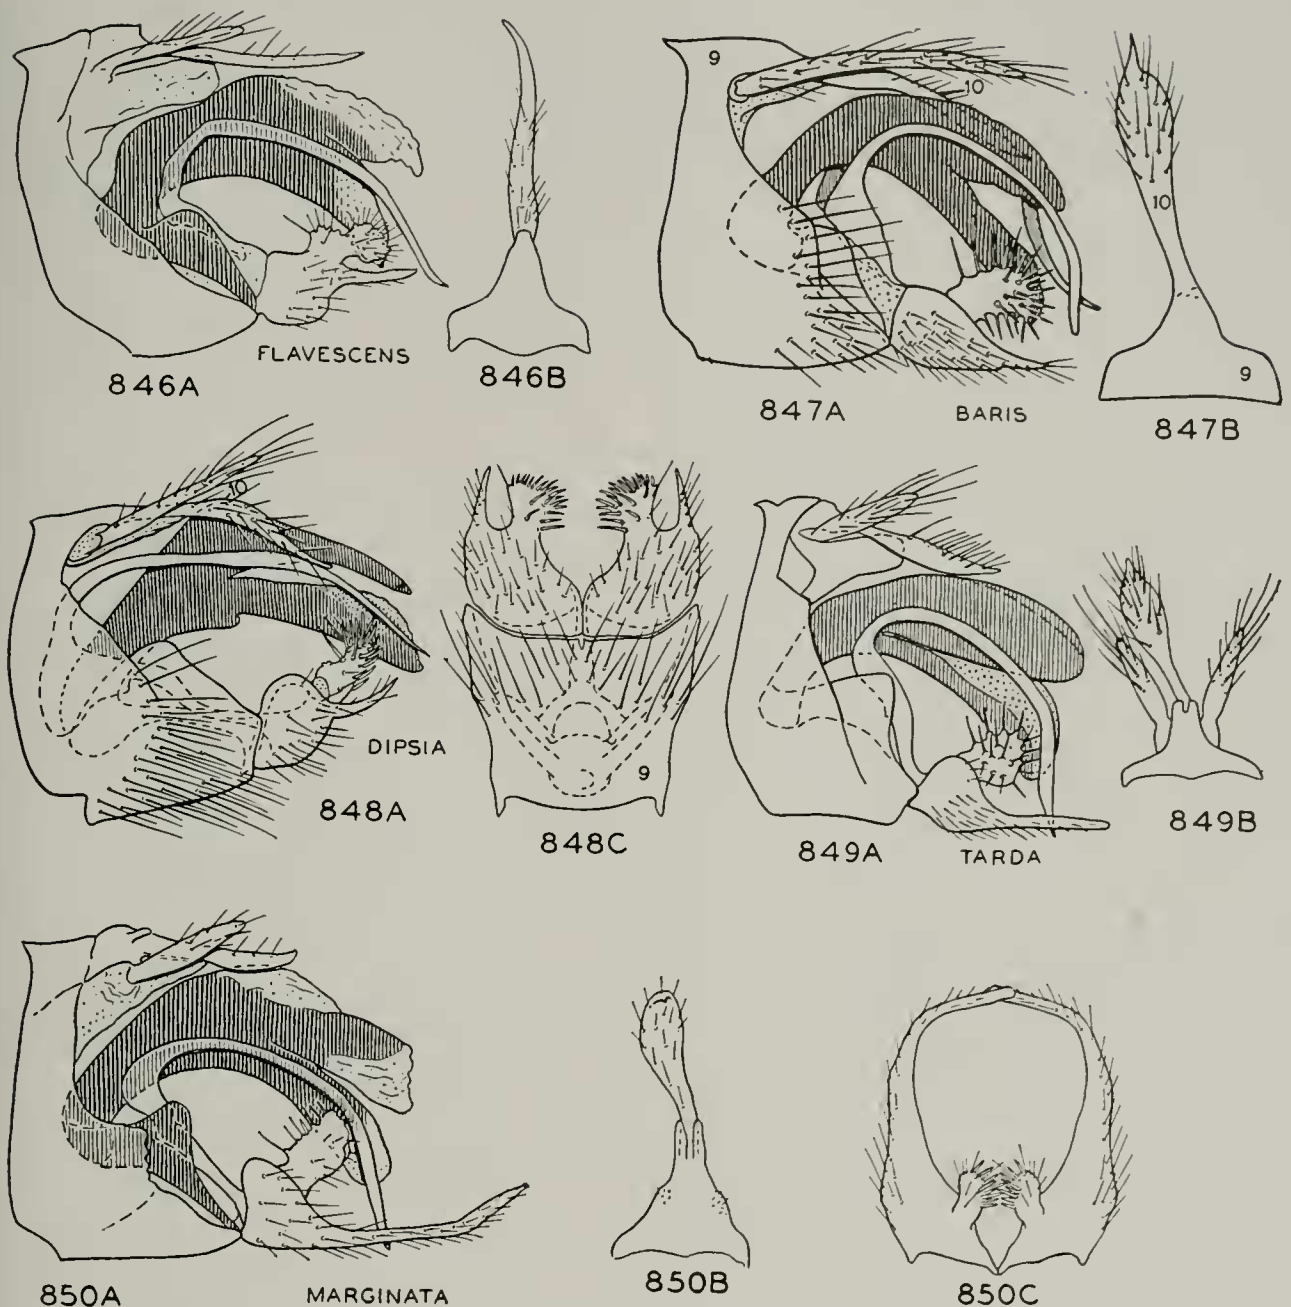 9
10
10
9
FLAVESCENS
846A
846B
847A
BARIS
847B
10
9
DIPSIA
848A
848C
849A
TARDA
849B
850A
MARGINATA
850B
850C